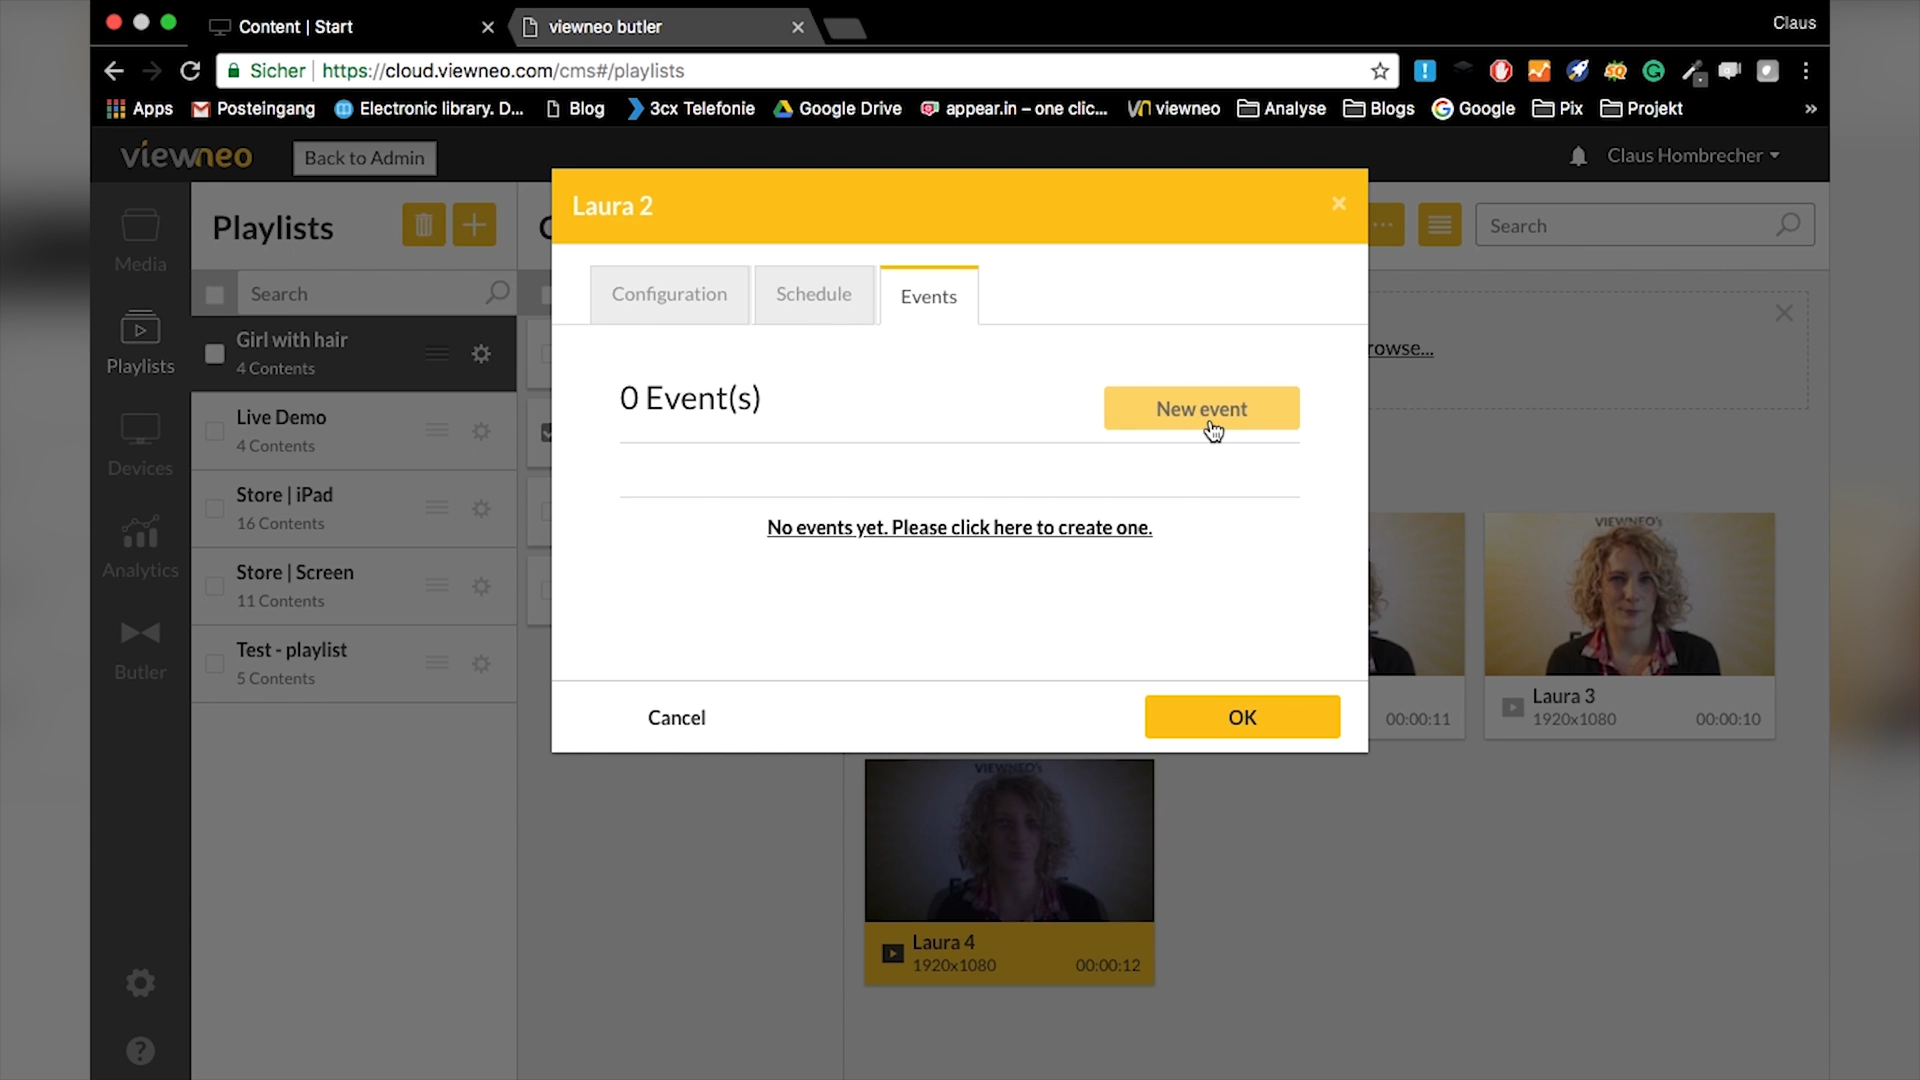 Content | Start
viewneo butler
Claus
Sicher
https://cloud.viewneo.com/cms#/playlists
Apps
Posteingang
Electronic library. D...
Blog
3cx Telefonie
Google Drive
appear.in – one clic...
viewneo
Analyse
Blogs
Google
Pix
Projekt
»
viewneo
Back to Admin
Claus Hombrecher
Media
Playlists
Devices
Analytics
Butler
Playlists
Search
Girl with hair
4 Contents
Live Demo
4 Contents
Store | iPad
16 Contents
Store | Screen
11 Contents
Test - playlist
5 Contents
Laura 2
×
Configuration
Schedule
Events
0 Event(s)
New event
No events yet. Please click here to create one.
Cancel
OK
Search
rowse...
00:00:11
VIEWNEO's
Laura 3
1920x1080
00:00:10
VIEWNEO's
Laura 4
1920x1080
00:00:12